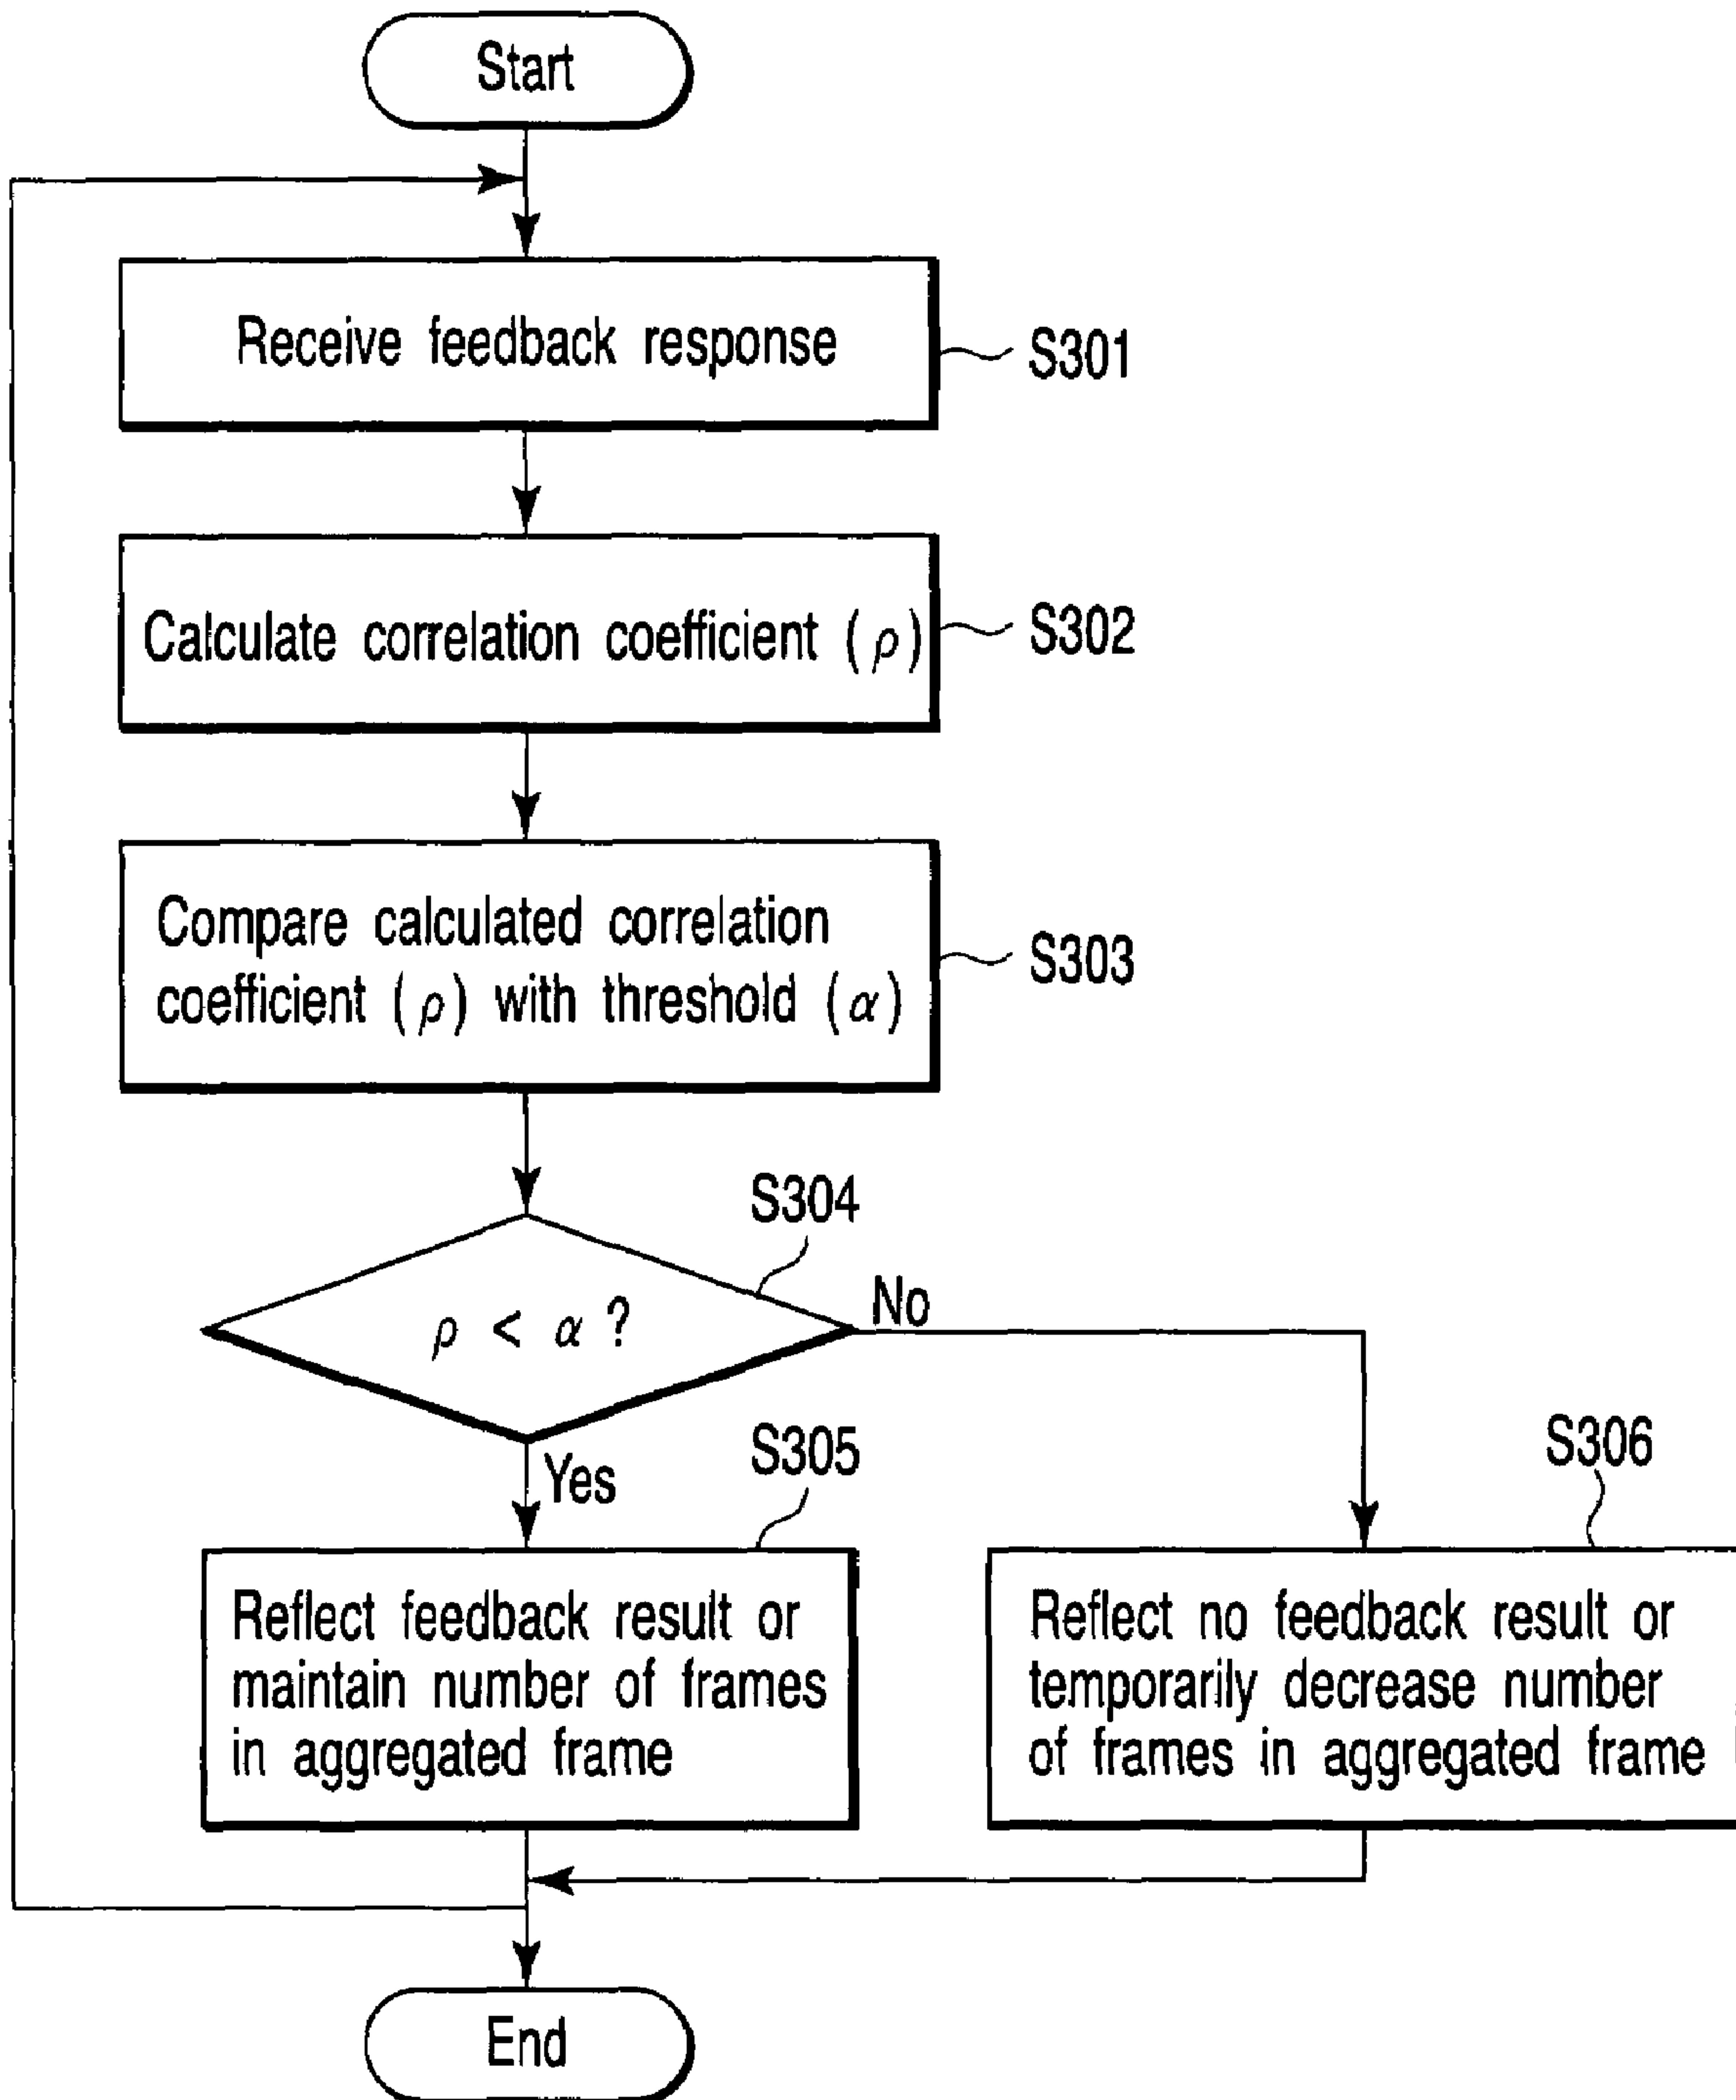 Start
Receive feedback response
S301
Calculate correlation coefficient (ρ)
S302
Compare calculated correlation
coefficient (ρ) with threshold (α)
S303
S304
ρ < α ?
No
Yes
S305
S306
Reflect feedback result or
maintain number of frames
in aggregated frame
Reflect no feedback result or
temporarily decrease number
of frames in aggregated frame
End